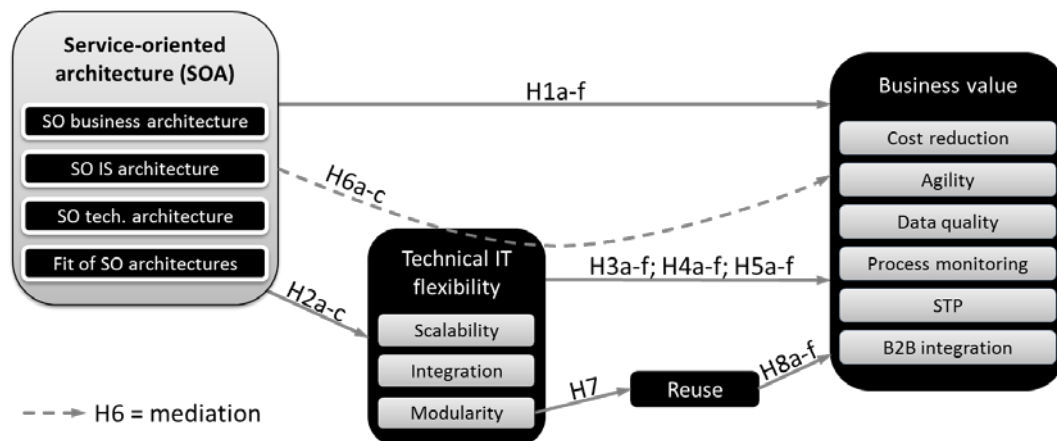 Service-oriented
architecture (SOA)
SO business architecture
SO IS architecture
SO tech. architecture
Fit of SO architectures
H1a-f
H6a-c
H2a-c
Technical IT
flexibility
Scalability
Integration
Modularity
H3a-f; H4a-f; H5a-f
H7
Reuse
H8a-f
Business value
Cost reduction
Agility
Data quality
Process monitoring
STP
B2B integration
H6 = mediation